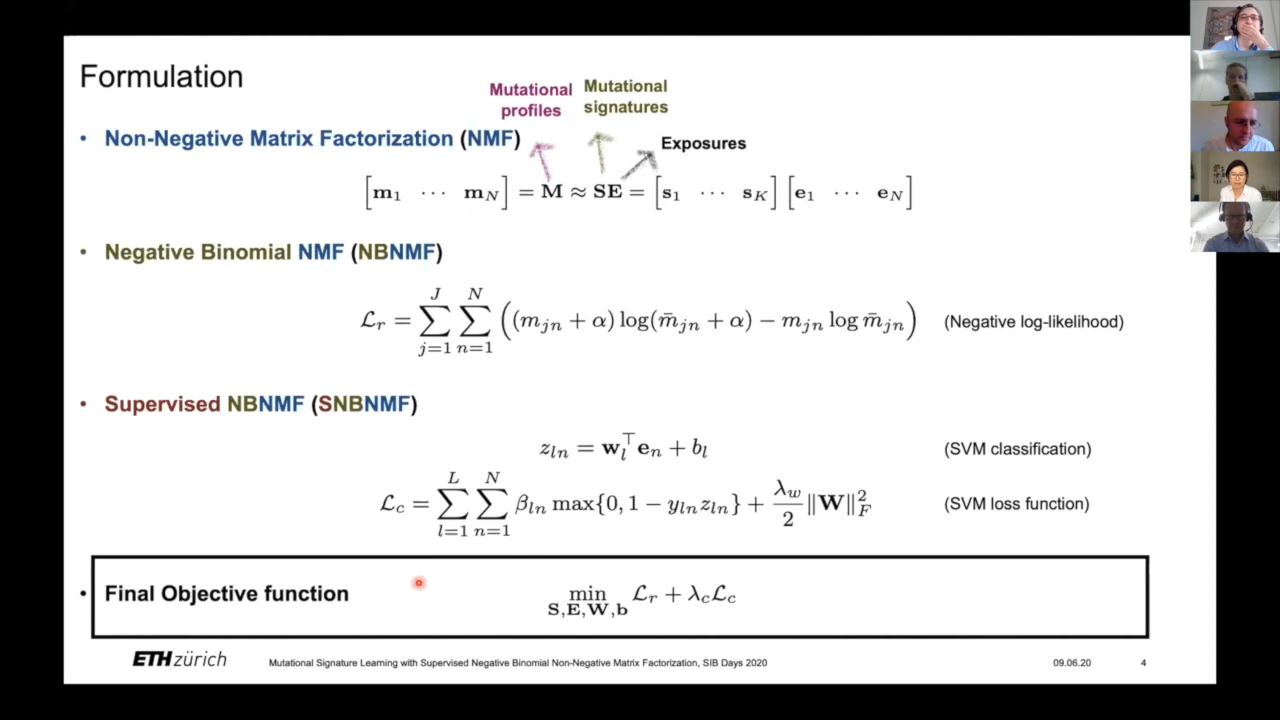 Formulation
Mutational profiles
Mutational signatures
• Non-Negative Matrix Factorization (NMF)
Exposures
[m₁ ··· m_N] = M ≈ SE = [s₁ ··· s_K] [e₁ ··· e_N]
• Negative Binomial NMF (NBNMF)
ℒ_r = ∑_{j=1}^{J} ∑_{n=1}^{N} ((m_{jn} + α) log(m̄_{jn} + α) − m_{jn} log m̄_{jn}) (Negative log-likelihood)
• Supervised NBNMF (SNBNMF)
z_{ln} = w_l^⊤ e_n + b_l (SVM classification)
ℒ_c = ∑_{l=1}^{L} ∑_{n=1}^{N} β_{ln} max{0, 1 − y_{ln} z_{ln}} + λ_w/2 ‖W‖_F^2 (SVM loss function)
• Final Objective function min_{S,E,W,b} ℒ_r + λ_c ℒ_c
ETH zürich Mutational Signature Learning with Supervised Negative Binomial Non-Negative Matrix Factorization, SIB Days 2020 09.06.20 4